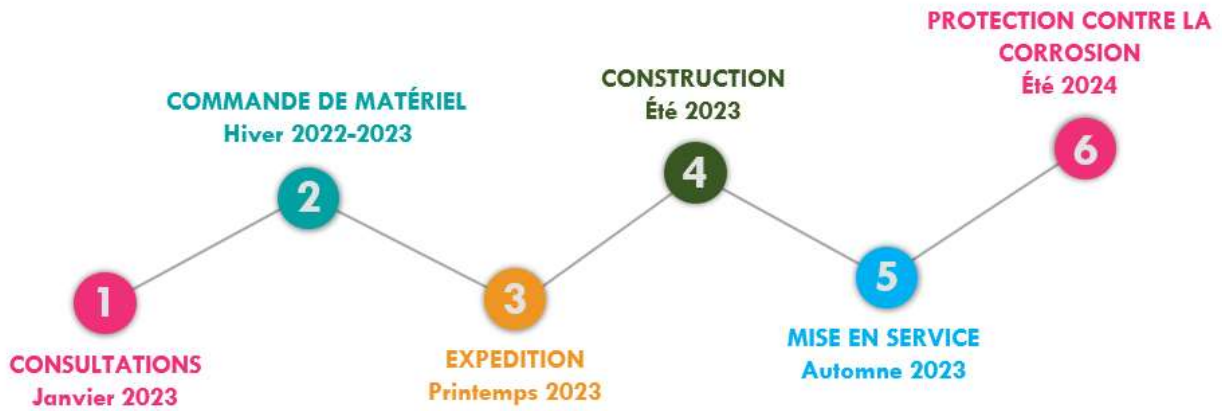 1
CONSULTATIONS
Janvier 2023
COMMANDE DE MATÉRIEL
Hiver 2022-2023
2
3
EXPEDITION
Printemps 2023
CONSTRUCTION
Été 2023
4
5
MISE EN SERVICE
Automne 2023
PROTECTION CONTRE LA
CORROSION
Été 2024
6